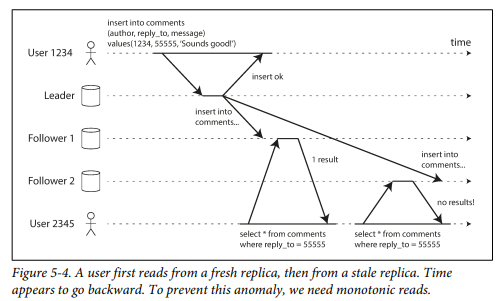 insert into comments
(author, reply_to, message)
values(1234, 55555, 'Sounds good!')
time
User 1234
insert ok
Leader
insert into
comments...
Follower 1
1 result
insert into
comments...
Follower 2
no results!
User 2345
select * from comments
where reply_to = 55555
select * from comments
where reply_to = 55555
Figure 5-4. A user first reads from a fresh replica, then from a stale replica. Time
appears to go backward. To prevent this anomaly, we need monotonic reads.